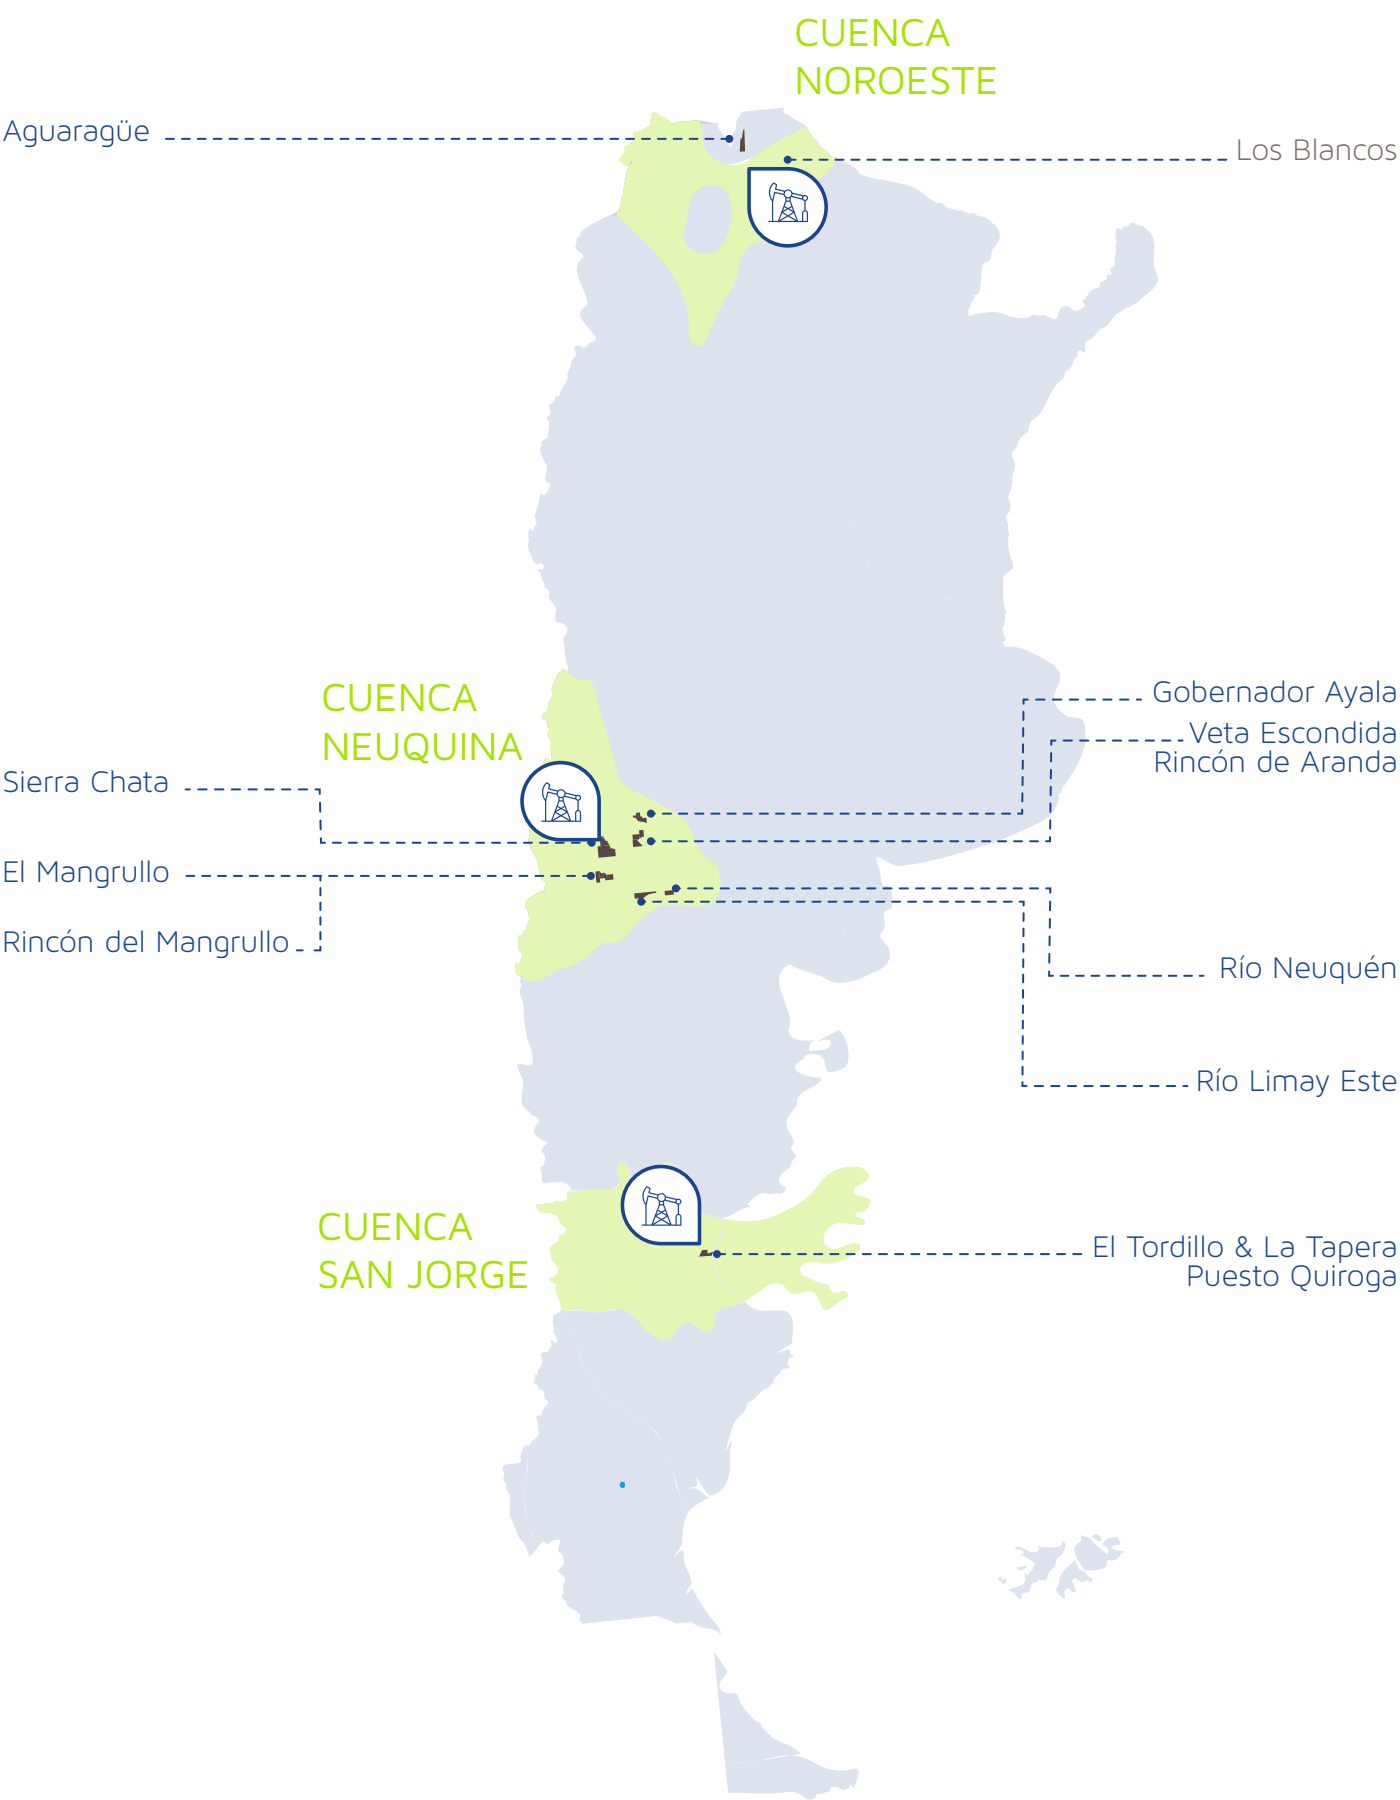 CUENCA
NOROESTE
Aguaragüe
Los Blancos
CUENCA
NEUQUINA
Gobernador Ayala
Veta Escondida
Rincón de Aranda
Sierra Chata
El Mangrullo
Rincón del Mangrullo
Río Neuquén
Río Limay Este
CUENCA
SAN JORGE
El Tordillo & La Tapera
Puesto Quiroga